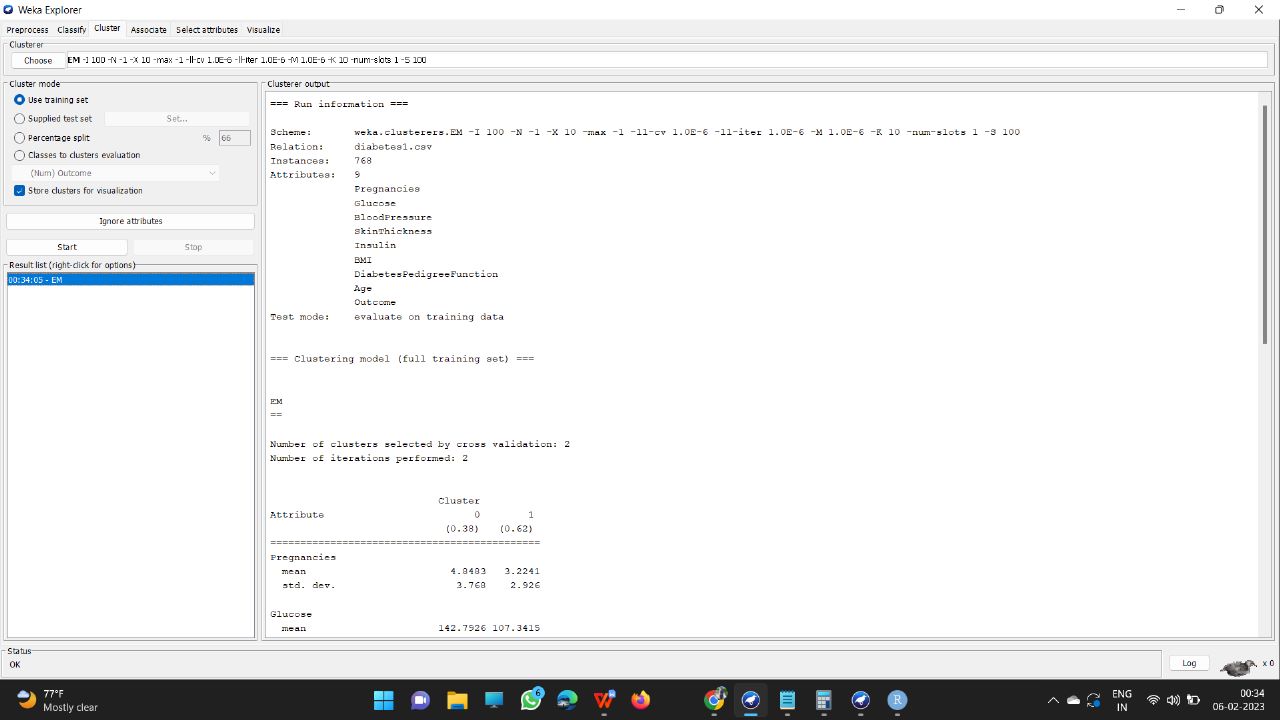 Weka Explorer
Preprocess Classify Cluster Associate Select attributes Visualize
Clusterer
Choose EM -I 100 -N -1 -X 10 -max -1 -ll-cv 1.0E-6 -ll-iter 1.0E-6 -M 1.0E-6 -K 10 -num-slots 1 -S 100
Cluster mode
Use training set
Supplied test set Set...
Percentage split % 66
Classes to clusters evaluation
(Num) Outcome
Store clusters for visualization
Ignore attributes
Start Stop
Result list (right-click for options)
00:34:05 - EM
Clusterer output
=== Run information ===
Scheme: weka.clusterers.EM -I 100 -N -1 -X 10 -max -1 -ll-cv 1.0E-6 -ll-iter 1.0E-6 -M 1.0E-6 -K 10 -num-slots 1 -S 100
Relation: diabetes1.csv
Instances: 768
Attributes: 9
Pregnancies
Glucose
BloodPressure
SkinThickness
Insulin
BMI
DiabetesPedigreeFunction
Age
Outcome
Test mode: evaluate on training data
=== Clustering model (full training set) ===
EM
==
Number of clusters selected by cross validation: 2
Number of iterations performed: 2
Cluster
Attribute 0 1
(0.38) (0.62)
=============================================
Pregnancies
mean 4.8483 3.2241
std. dev. 3.768 2.926
Glucose
mean 142.7926 107.3415
Status
OK
Log x 0
77°F
Mostly clear
6
ENG
IN
00:34
06-02-2023